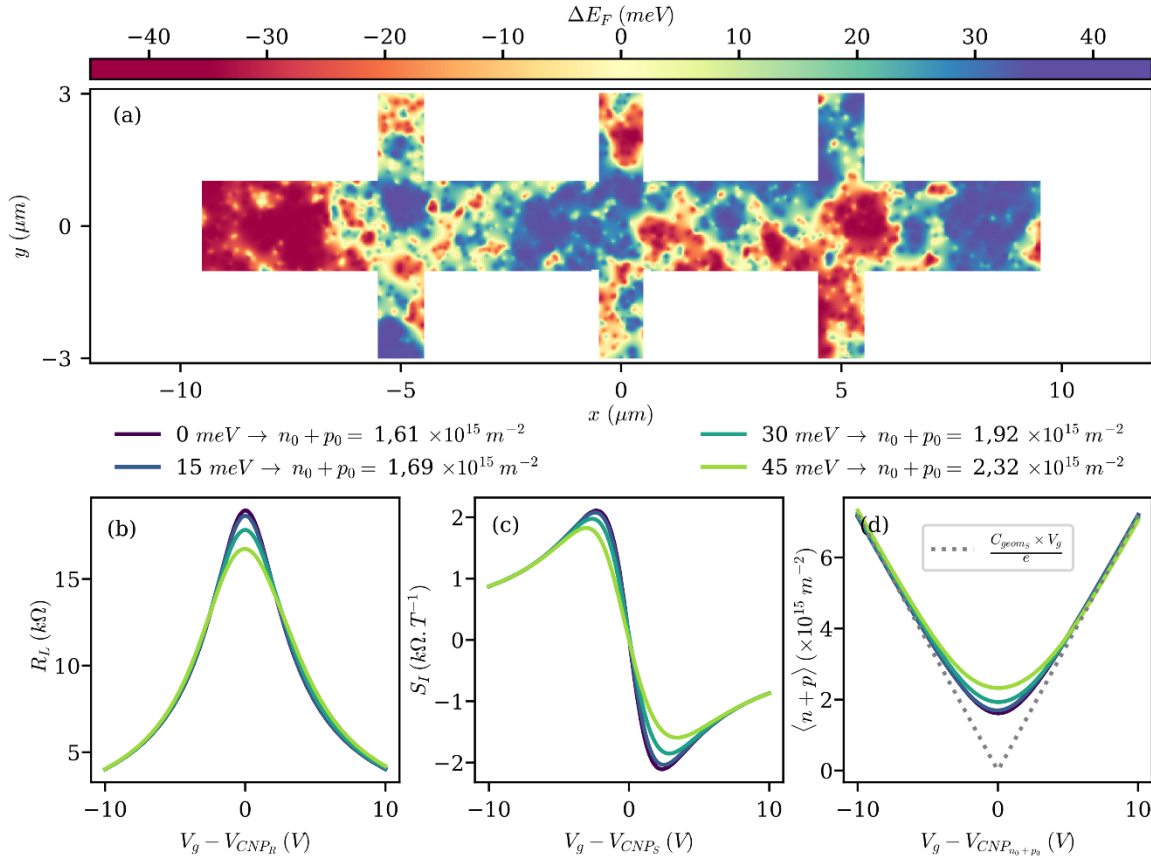 ΔE_F (meV)
−40 −30 −20 −10 0 10 20 30 40
(a)
3
0
−3
y (μm)
−10 −5 0 5 10
x (μm)
0 meV → n_0 + p_0 = 1,61 ×10^15 m^−2
15 meV → n_0 + p_0 = 1,69 ×10^15 m^−2
30 meV → n_0 + p_0 = 1,92 ×10^15 m^−2
45 meV → n_0 + p_0 = 2,32 ×10^15 m^−2
(b)
R_L (kΩ)
15
10
5
−10 0 10
V_g − V_CNP_R (V)
(c)
S_I (kΩ.T^−1)
2
1
0
−1
−2
−10 0 10
V_g − V_CNP_S (V)
(d)
C_geom_S × V_g
e
⟨n + p⟩ (×10^15 m^−2)
6
4
2
0
−10 0 10
V_g − V_CNP_n_0+p_0 (V)